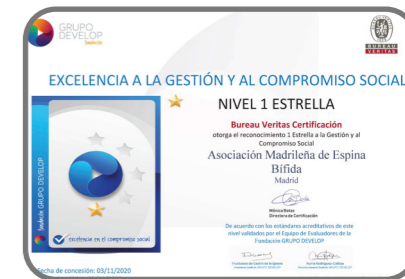 GRUPO
DEVELOP
fundación
BUREAU
VERITAS
EXCELENCIA A LA GESTIÓN Y AL COMPROMISO SOCIAL
NIVEL 1 ESTRELLA
Bureau Veritas Certificación
otorga el reconocimiento 1 Estrella a la Gestión y al
Compromiso Social
Asociación Madrileña de Espina
Bífida
Madrid
Mónica Botas
Directora de Certificación
De acuerdo con los estándares acreditativos de este
nivel validados por el Equipo de Evaluadores de la
Fundación GRUPO DEVELOP
fundación GRUPO DEVELOP
excelencia en el compromiso social
Fecha de concesión: 03/11/2020